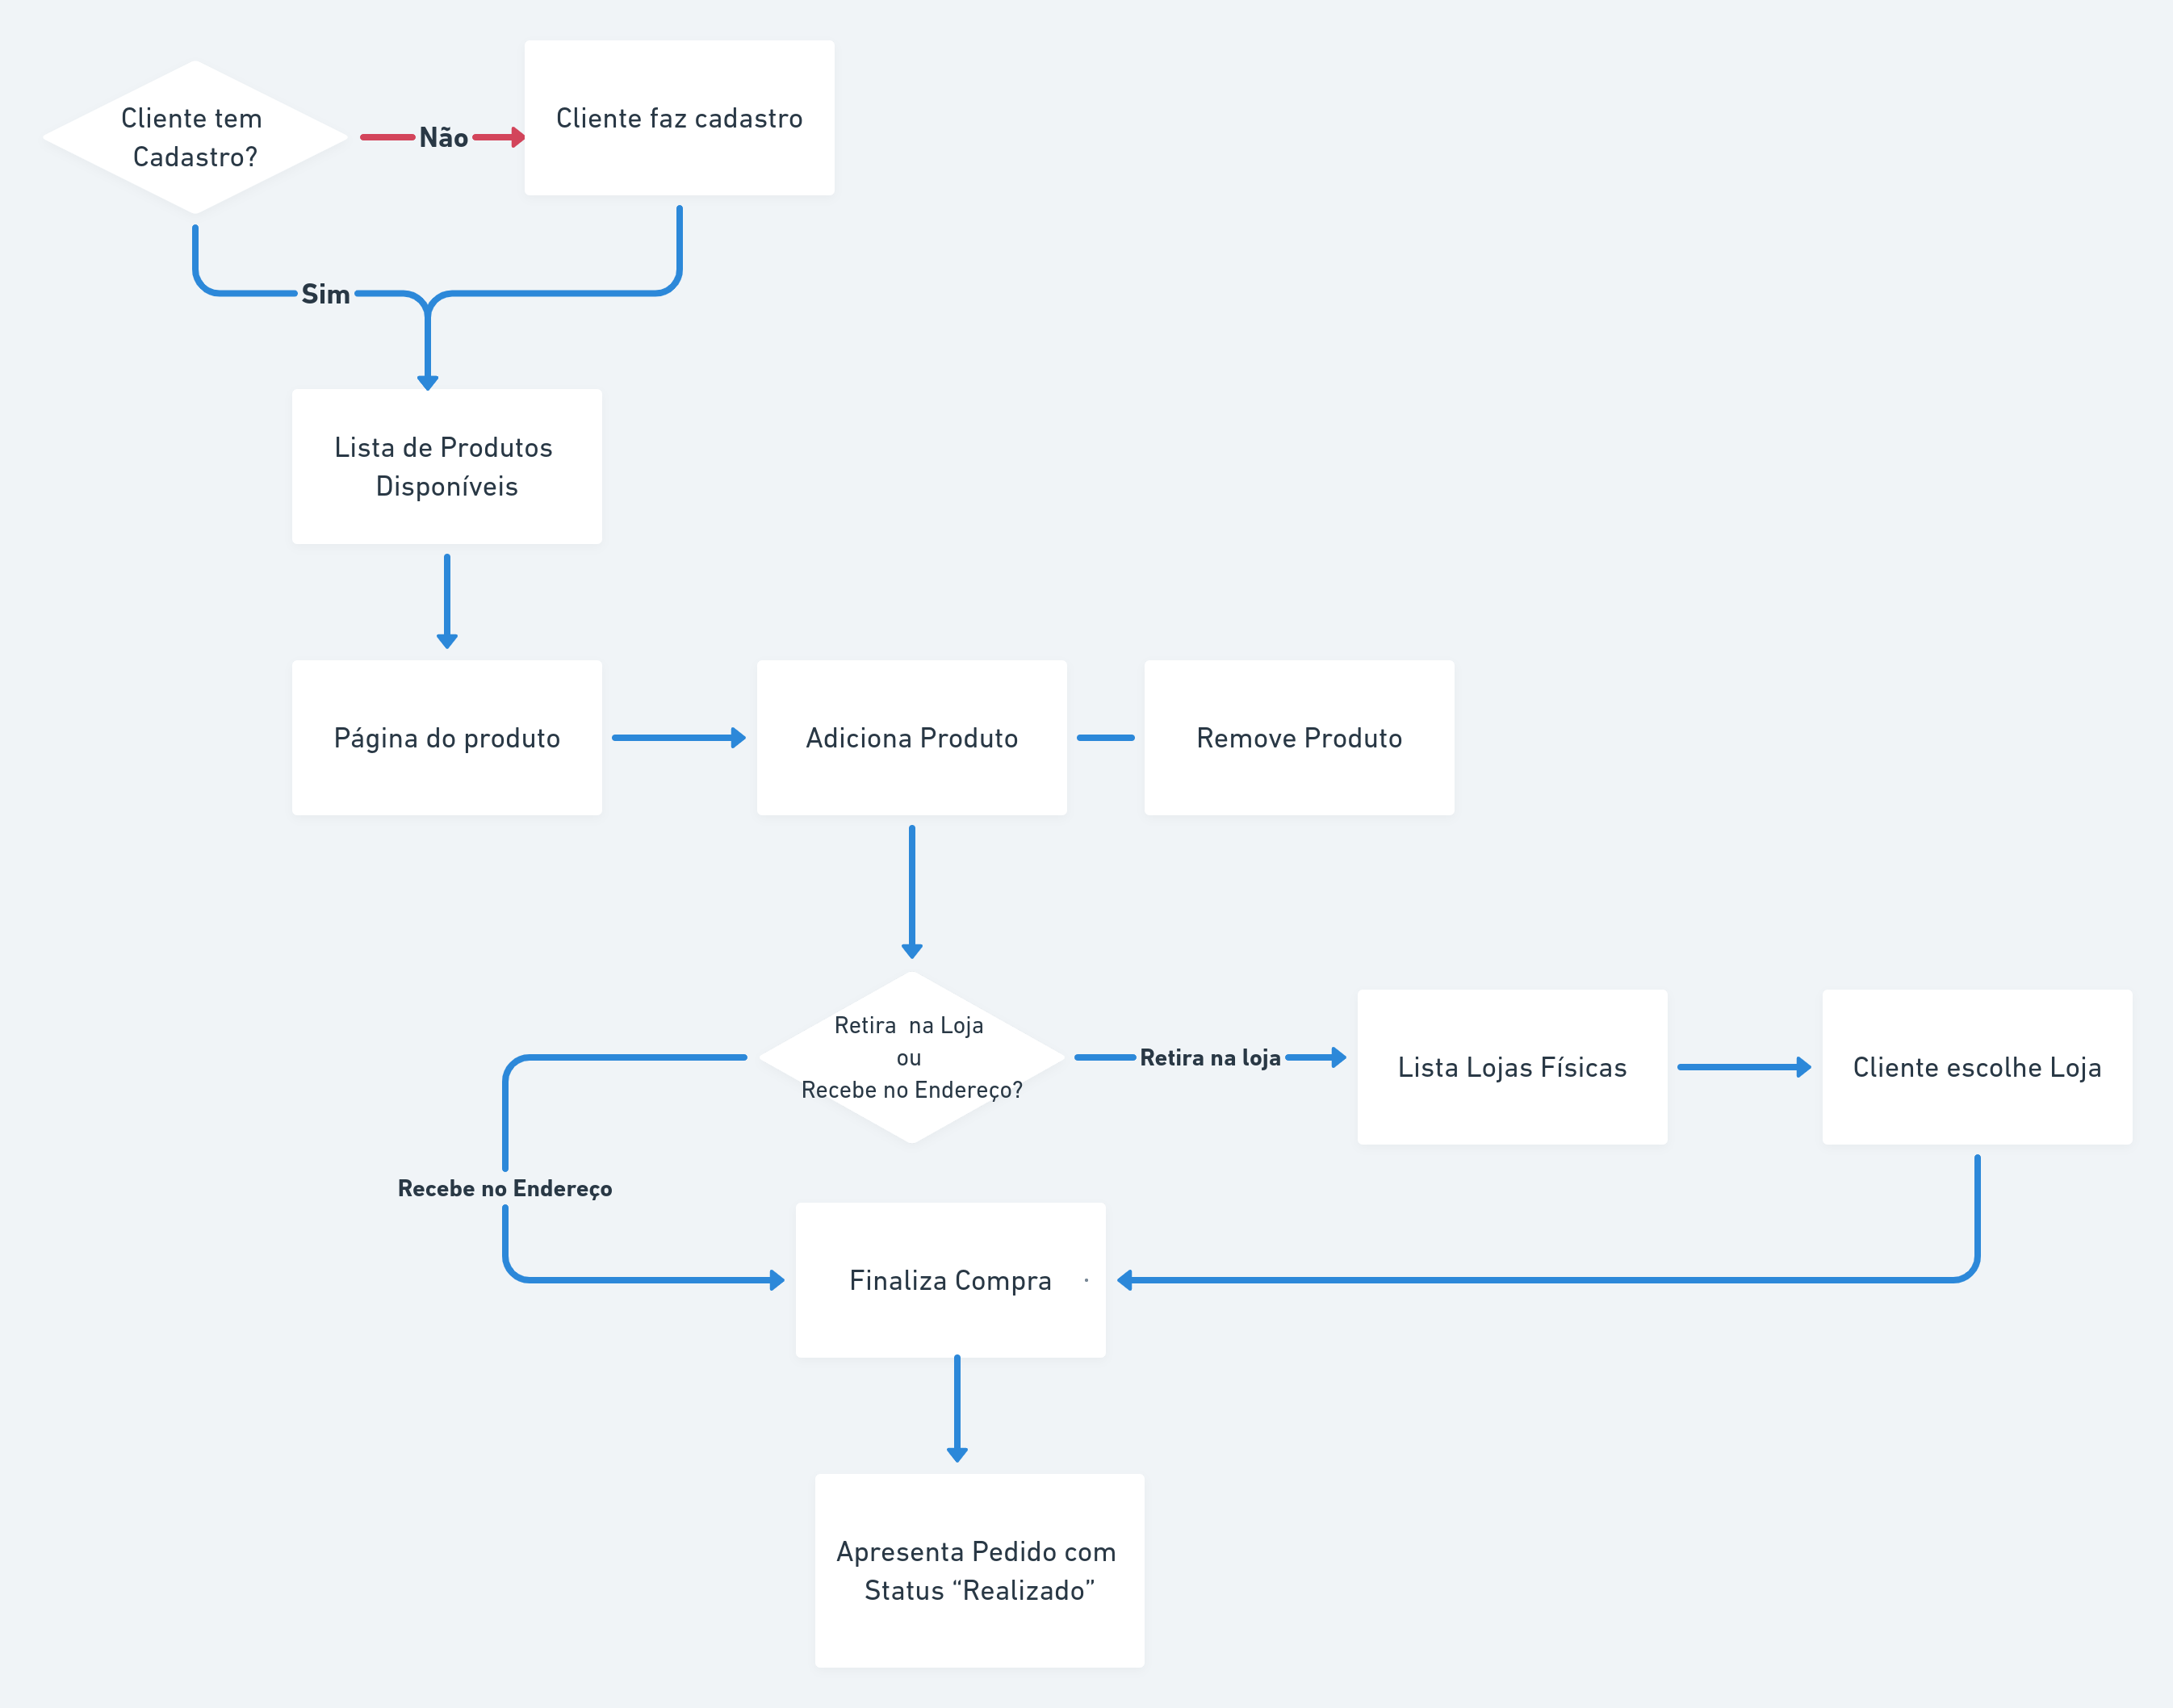 Cliente tem
Cadastro?
Não
Cliente faz cadastro
Sim
Lista de Produtos
Disponíveis
Página do produto
Adiciona Produto
Remove Produto
Retira  na Loja
ou
Recebe no Endereço?
Retira na loja
Lista Lojas Físicas
Cliente escolhe Loja
Recebe no Endereço
Finaliza Compra
Apresenta Pedido com
Status “Realizado”